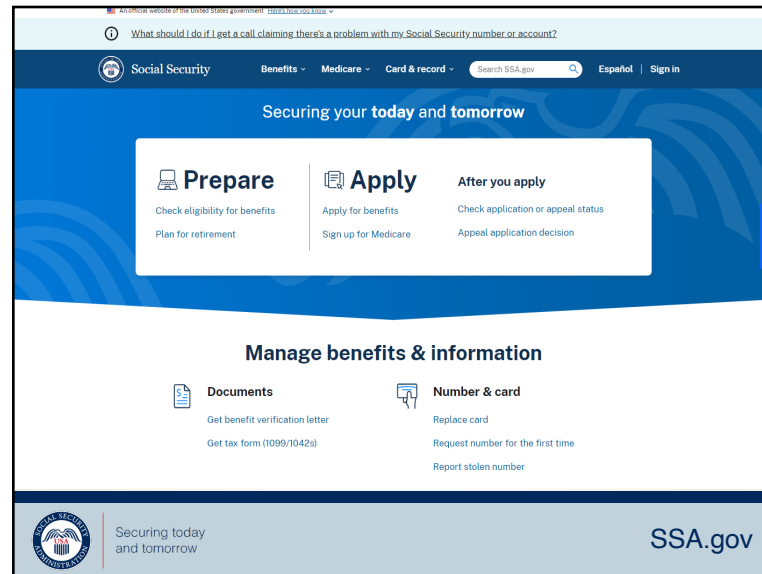 An official website of the United States government Here's how you know
What should I do if I get a call claiming there's a problem with my Social Security number or account?
Social Security
Benefits
Medicare
Card & record
Search SSA.gov
Español | Sign in
Securing your today and tomorrow
Prepare
Check eligibility for benefits
Plan for retirement
Apply
Apply for benefits
Sign up for Medicare
After you apply
Check application or appeal status
Appeal application decision
Manage benefits & information
Documents
Get benefit verification letter
Get tax form (1099/1042s)
Number & card
Replace card
Request number for the first time
Report stolen number
SOCIAL SECURITY
USA
ADMINISTRATION
Securing today
and tomorrow
SSA.gov